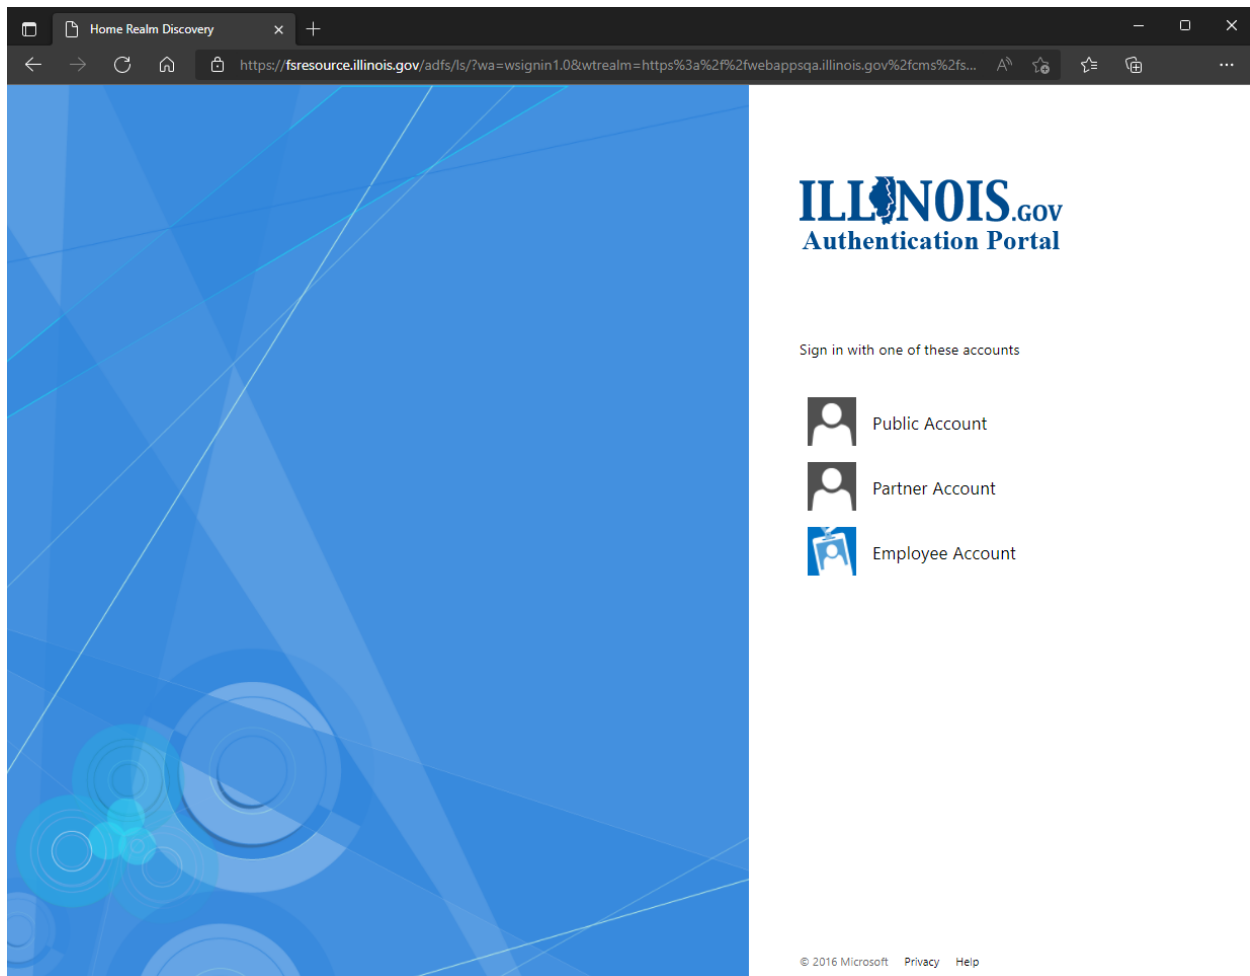 Home Realm Discovery
https://fsresource.illinois.gov/adfs/ls/?wa=wsignin1.0&wtrealm=https%3a%2f%2fwebappsqa.illinois.gov%2fcms%2fs...
ILLINOIS.GOV
Authentication Portal
Sign in with one of these accounts
Public Account
Partner Account
Employee Account
© 2016 Microsoft Privacy Help